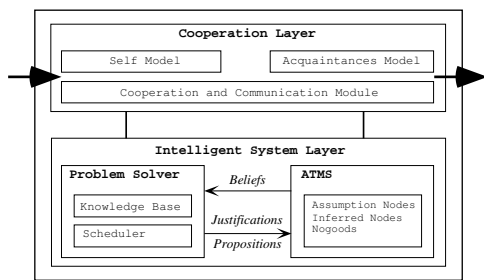 Cooperation Layer
Self Model
Acquaintances Model
Cooperation and Communication Module
Intelligent System Layer
Problem Solver
ATMS
Beliefs
Knowledge Base
Assumption Nodes
Inferred Nodes
Nogoods
Justifications
Scheduler
Propositions